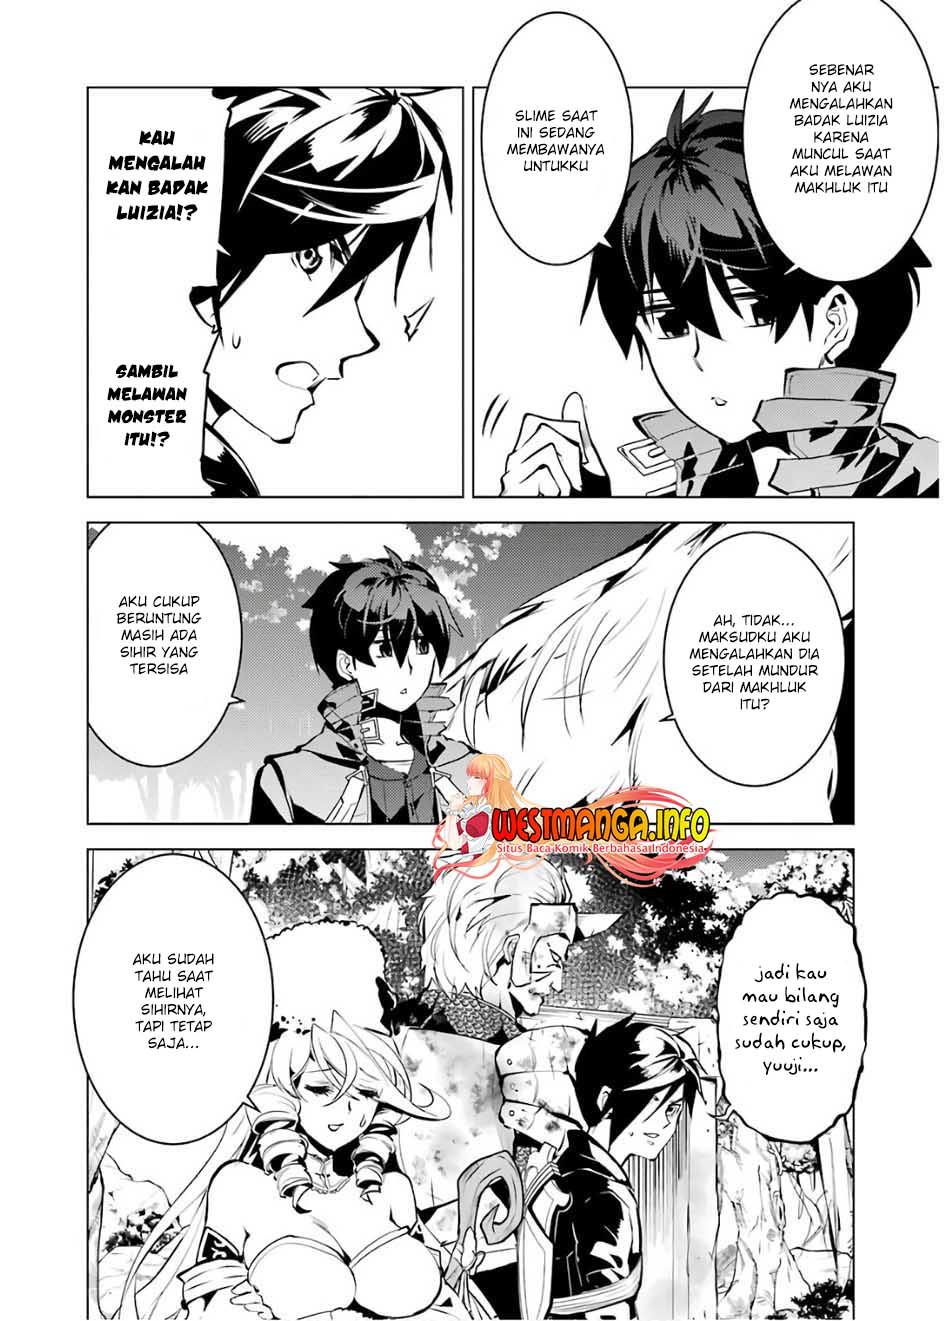 SEBENAR
NYA AKU
MENGALAHKAN
BADAK LUIZIA
KARENA
MUNCUL SAAT
AKU MELAWAN
MAKHLUK ITU
SLIME SAAT
INI SEDANG
MEMBAWANYA
UNTUKKU
KAU
MENGALAH
KAN BADAK
LUIZIA!?
SAMBIL
MELAWAN
MONSTER
ITU!?
AH, TIDAK...
MAKSUDKU AKU
MENGALAHKAN DIA
SETELAH MUNDUR
DARI MAKHLUK
ITU?
AKU CUKUP
BERUNTUNG
MASIH ADA
SIHIR YANG
TERSISA
WESTMANGA.INFO
Situs Baca Komik Berbahasa Indonesia
jadi kau
mau bilang
sendiri saja
sudah cukup,
yuuji...
AKU SUDAH
TAHU SAAT
MELIHAT
SIHIRNYA,
TAPI TETAP
SAJA...